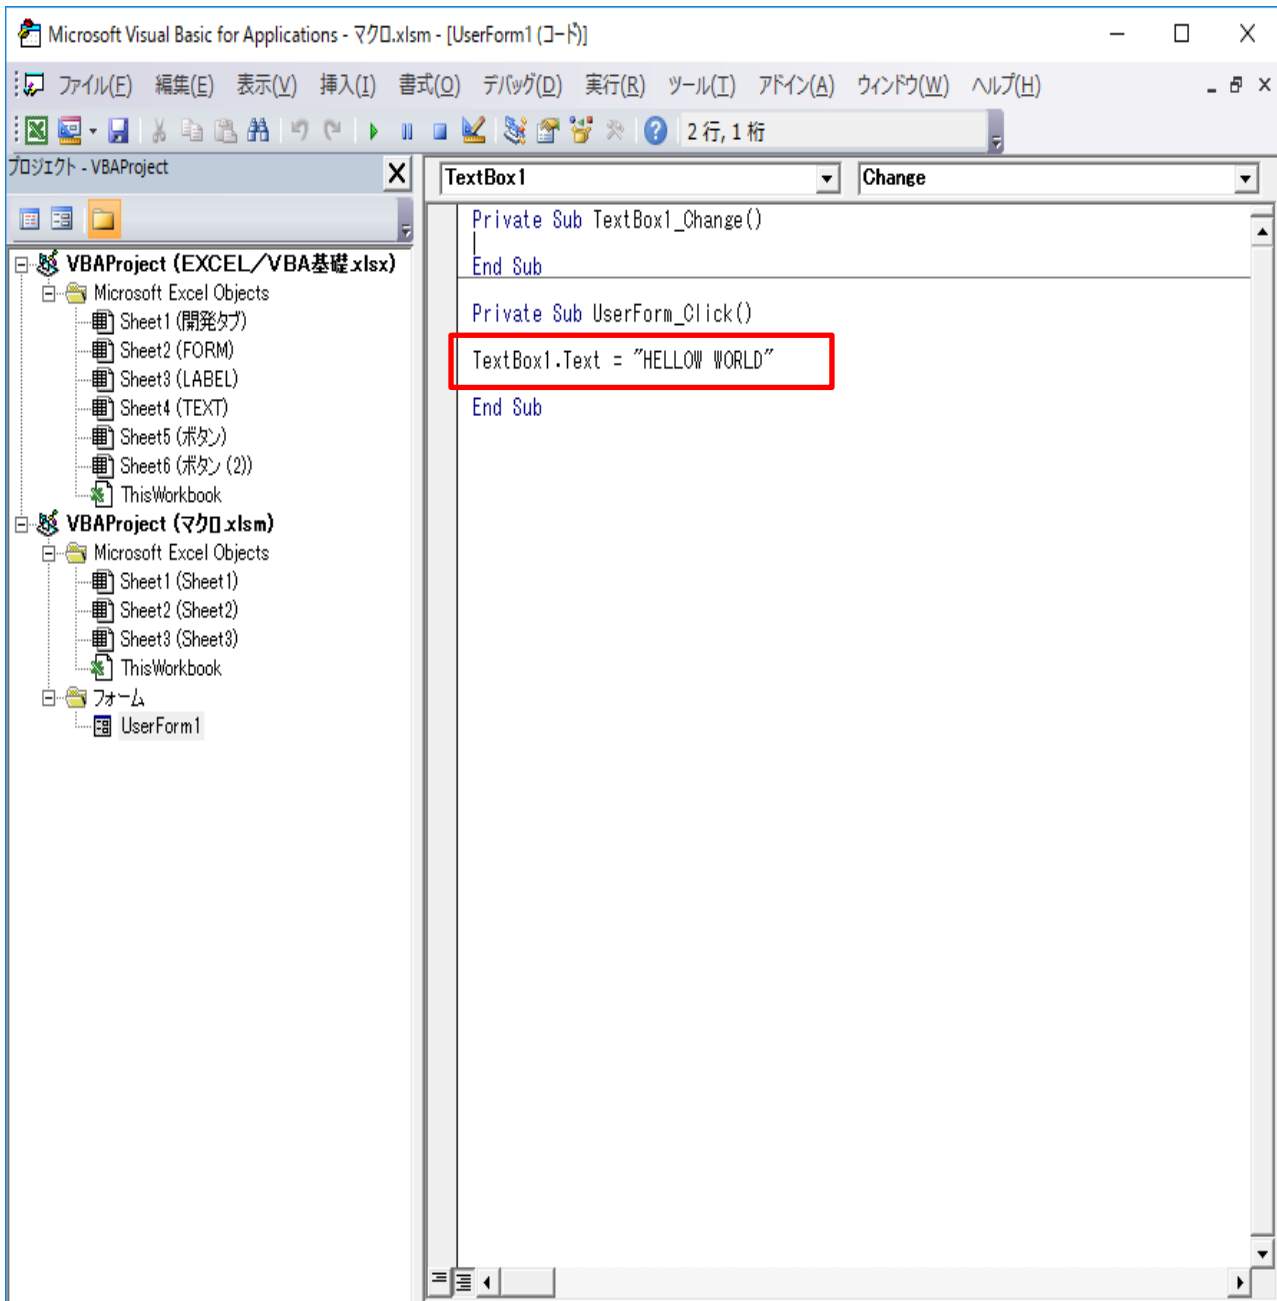 Microsoft Visual Basic for Applications - マクロ.xlsm - [UserForm1 (コード)]
ファイル(F) 編集(E) 表示(V) 挿入(I) 書式(O) デバッグ(D) 実行(R) ツール(T) アドイン(A) ウィンドウ(W) ヘルプ(H)
2 行, 1 桁
プロジェクト - VBAProject
VBAProject (EXCEL/VBA基礎.xlsx)
Microsoft Excel Objects
Sheet1 (開発タブ)
Sheet2 (FORM)
Sheet3 (LABEL)
Sheet4 (TEXT)
Sheet5 (ボタン)
Sheet6 (ボタン (2))
ThisWorkbook
VBAProject (マクロ.xlsm)
Microsoft Excel Objects
Sheet1 (Sheet1)
Sheet2 (Sheet2)
Sheet3 (Sheet3)
ThisWorkbook
フォーム
UserForm1
TextBox1
Change
Private Sub TextBox1_Change()
End Sub
Private Sub UserForm_Click()
TextBox1.Text = "HELLOW WORLD"
End Sub